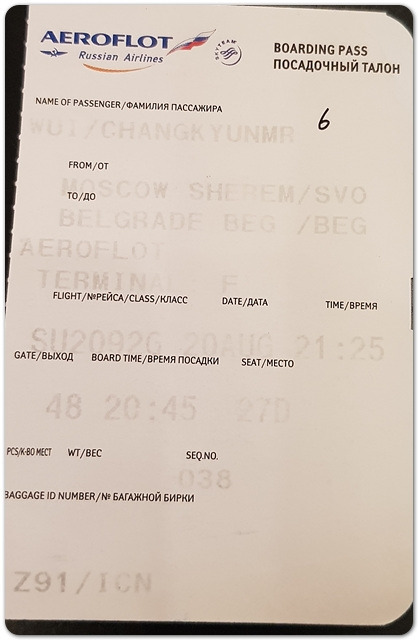 AEROFLOT
Russian Airlines
SKYTEAM
BOARDING PASS
ПОСАДОЧНЫЙ ТАЛОН
NAME OF PASSENGER/ФАМИЛИЯ ПАССАЖИРА
6
WUI/CHANGKYUNMR
FROM/ОТ
MOSCOW SHEREM/SVO
ТО/ДО
BELGRADE BEG /BEG
AEROFLOT
TERMINAL F
FLIGHT/№РЕЙСА/CLASS/КЛАСС DATE/ДАТА TIME/ВРЕМЯ
SU2092G 20AUG 21:25
GATE/ВЫХОД BOARD TIME/ВРЕМЯ ПОСАДКИ SEAT/МЕСТО
48 20:45 27D
PCS/К-ВО МЕСТ WT/ВЕС SEQ.NO.
038
BAGGAGE ID NUMBER/№ БАГАЖНОЙ БИРКИ
Z91/ICN